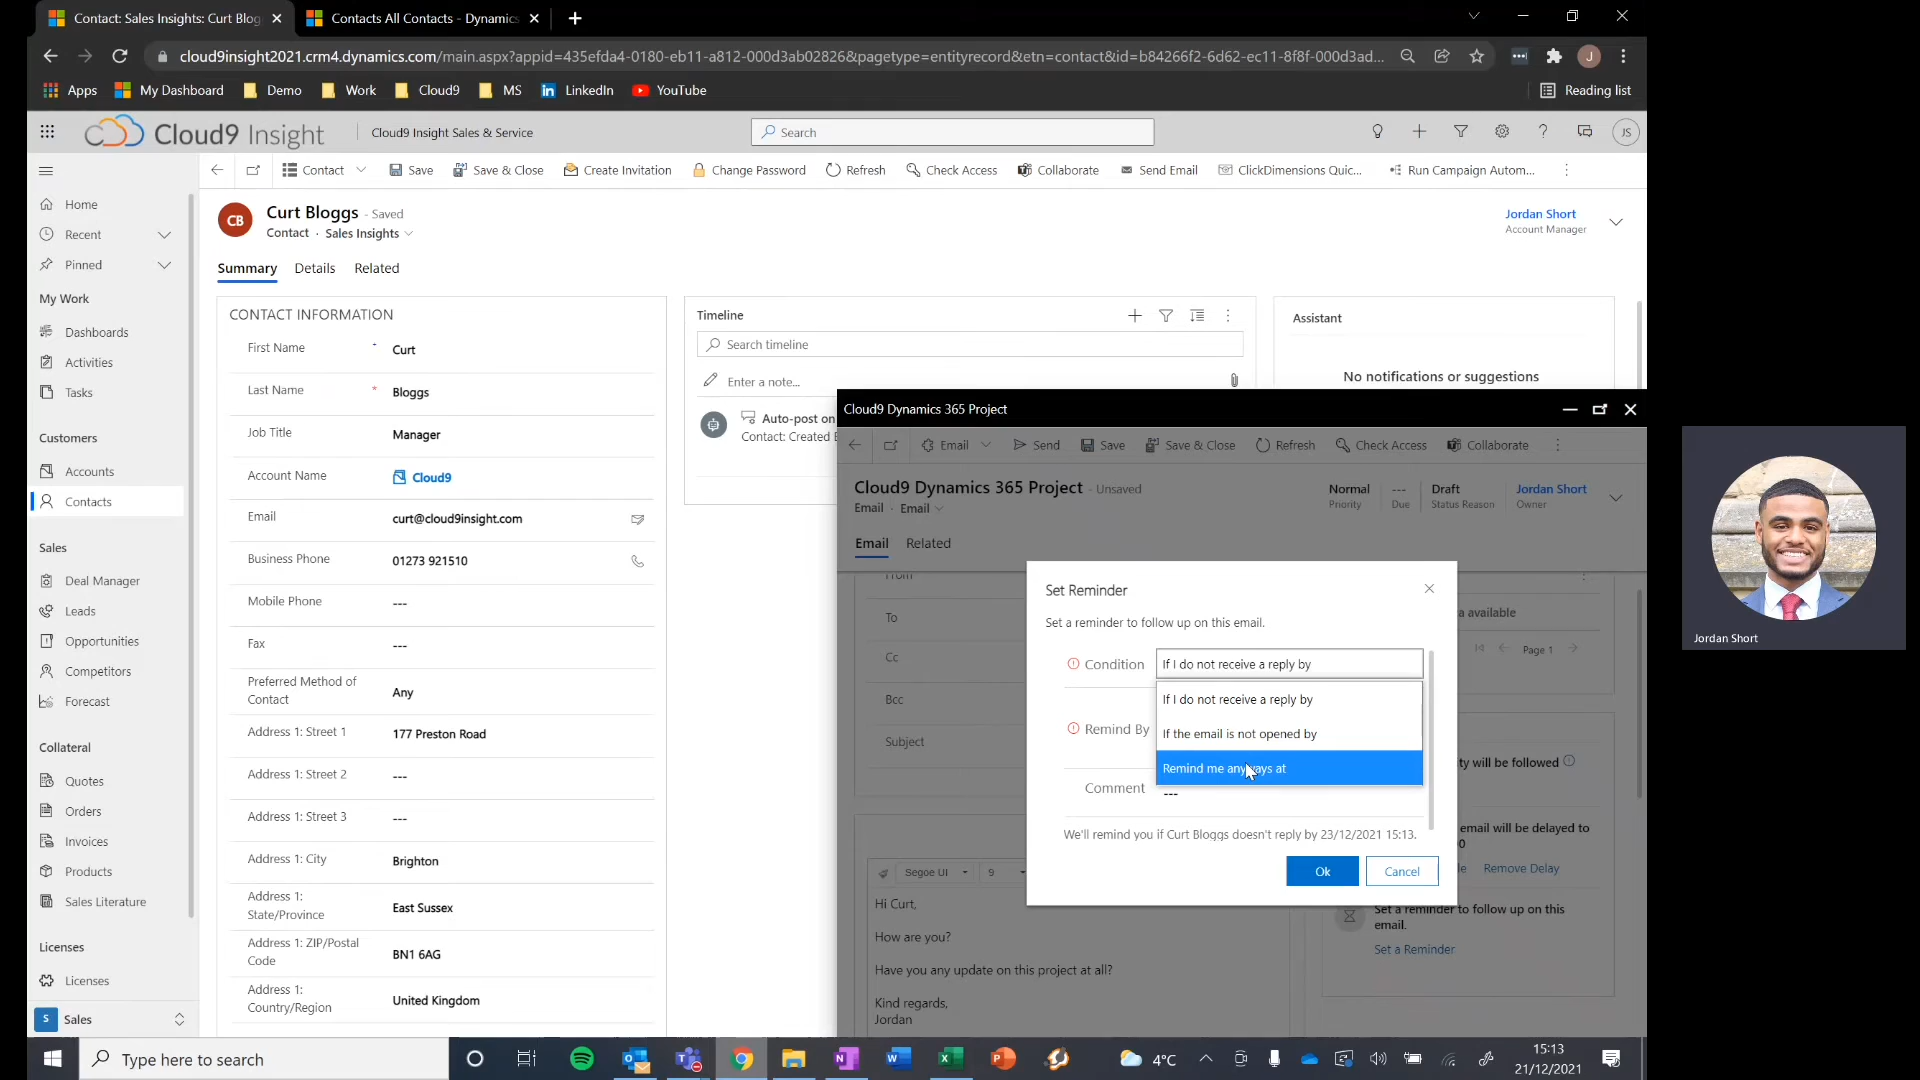 Contact: Sales Insights: Curt Blog
Contacts All Contacts - Dynamics
cloud9insight2021.crm4.dynamics.com/main.aspx?appid=435efda4-0180-eb11-a812-000d3ab02826&pagetype=entityrecord&etn=contact&id=b84266f2-6d62-ec11-8f8f-000d3ad...
J
Apps
My Dashboard
Demo
Work
Cloud9
MS
LinkedIn
YouTube
Reading list
Cloud9 Insight
Cloud9 Insight Sales & Service
Search
JS
Contact
Save
Save & Close
Create Invitation
Change Password
Refresh
Check Access
Collaborate
Send Email
ClickDimensions Quic...
Run Campaign Autom...
Home
Recent
Pinned
My Work
Dashboards
Activities
Tasks
Customers
Accounts
Contacts
Sales
Deal Manager
Leads
Opportunities
Competitors
Forecast
Collateral
Quotes
Orders
Invoices
Products
Sales Literature
Licenses
Licenses
S Sales
CB
Curt Bloggs - Saved
Contact · Sales Insights
Jordan Short
Account Manager
Summary
Details
Related
CONTACT INFORMATION
First Name
Curt
Last Name * Bloggs
Job Title
Manager
Account Name
Cloud9
Email
curt@cloud9insight.com
Business Phone
01273 921510
Mobile Phone
---
Fax
---
Preferred Method of Contact
Any
Address 1: Street 1
177 Preston Road
Address 1: Street 2
---
Address 1: Street 3
---
Address 1: City
Brighton
Address 1: State/Province
East Sussex
Address 1: ZIP/Postal Code
BN1 6AG
Address 1: Country/Region
United Kingdom
Timeline
Search timeline
Enter a note...
Auto-post on
Contact: Created
Assistant
No notifications or suggestions
Cloud9 Dynamics 365 Project
Email
Send
Save
Save & Close
Refresh
Check Access
Collaborate
Cloud9 Dynamics 365 Project - Unsaved
Email · Email
Normal
Priority
---
Due
Draft
Status Reason
Jordan Short
Owner
Email
Related
From
To
Cc
Bcc
Subject
a available
Page 1
ty will be followed
email will be delayed to
0
Remove Delay
Set a reminder to follow up on this email.
Set a Reminder
Set Reminder
Set a reminder to follow up on this email.
Condition
If I do not receive a reply by
If I do not receive a reply by
If the email is not opened by
Remind me anyways at
Remind By
Comment
---
We'll remind you if Curt Bloggs doesn't reply by 23/12/2021 15:13.
Ok
Cancel
Segoe UI
9
Hi Curt,
How are you?
Have you any update on this project at all?
Kind regards,
Jordan
Jordan Short
Type here to search
4°C
15:13
21/12/2021